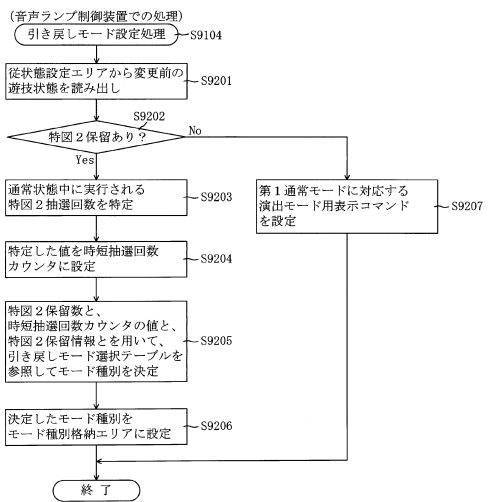 (音声ランプ制御装置での処理)
引き戻しモード設定処理
S9104
従状態設定エリアから変更前の
遊技状態を読み出し
S9201
S9202
特図2保留あり?
No
Yes
通常状態中に実行される
特図2抽選回数を特定
S9203
第1通常モードに対応する
演出モード用表示コマンド
を設定
S9207
特定した値を時短抽選回数
カウンタに設定
S9204
特図2保留数と、
時短抽選回数カウンタの値と、
特図2保留情報とを用いて、
引き戻しモード選択テーブルを
参照してモード種別を決定
S9205
決定したモード種別を
モード種別格納エリアに設定
S9206
終了